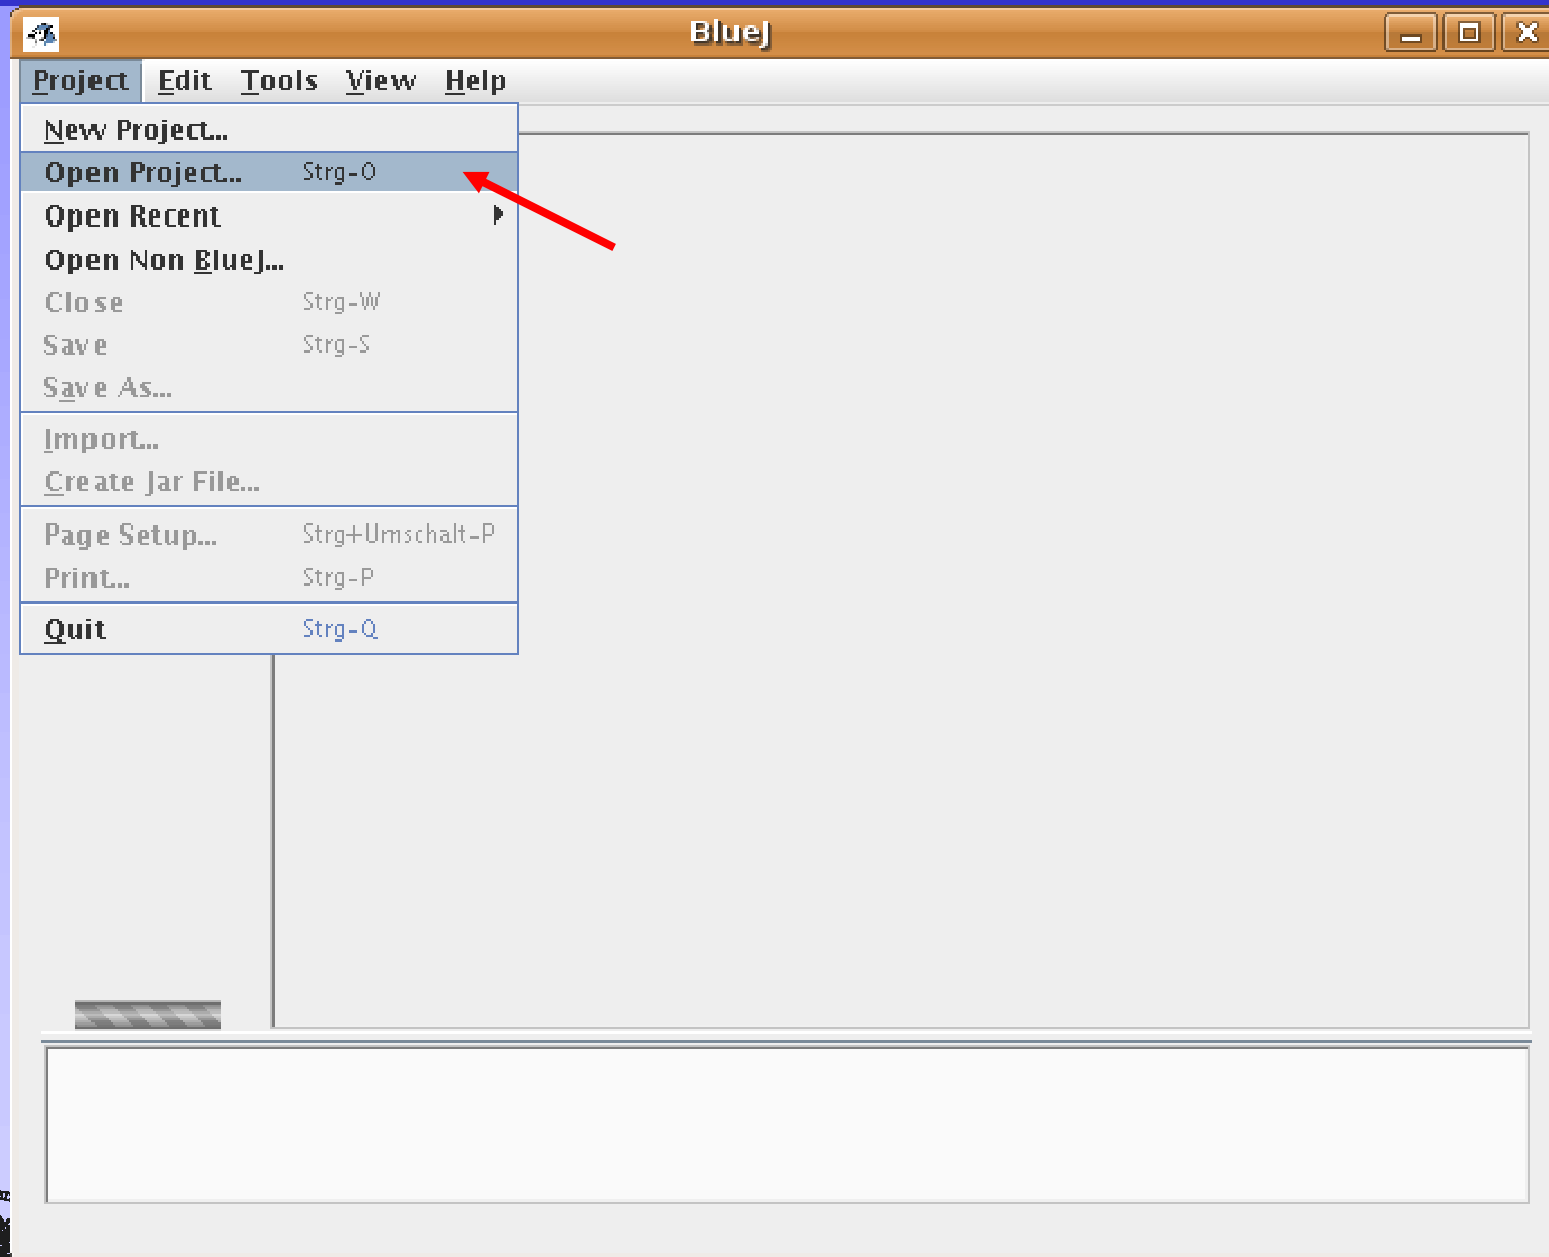 BlueJ
Project Edit Tools View Help
New Project...
Open Project... Strg-O
Open Recent
Open Non BlueJ...
Close Strg-W
Save Strg-S
Save As...
Import...
Create Jar File...
Page Setup... Strg+Umschalt-P
Print... Strg-P
Quit Strg-Q